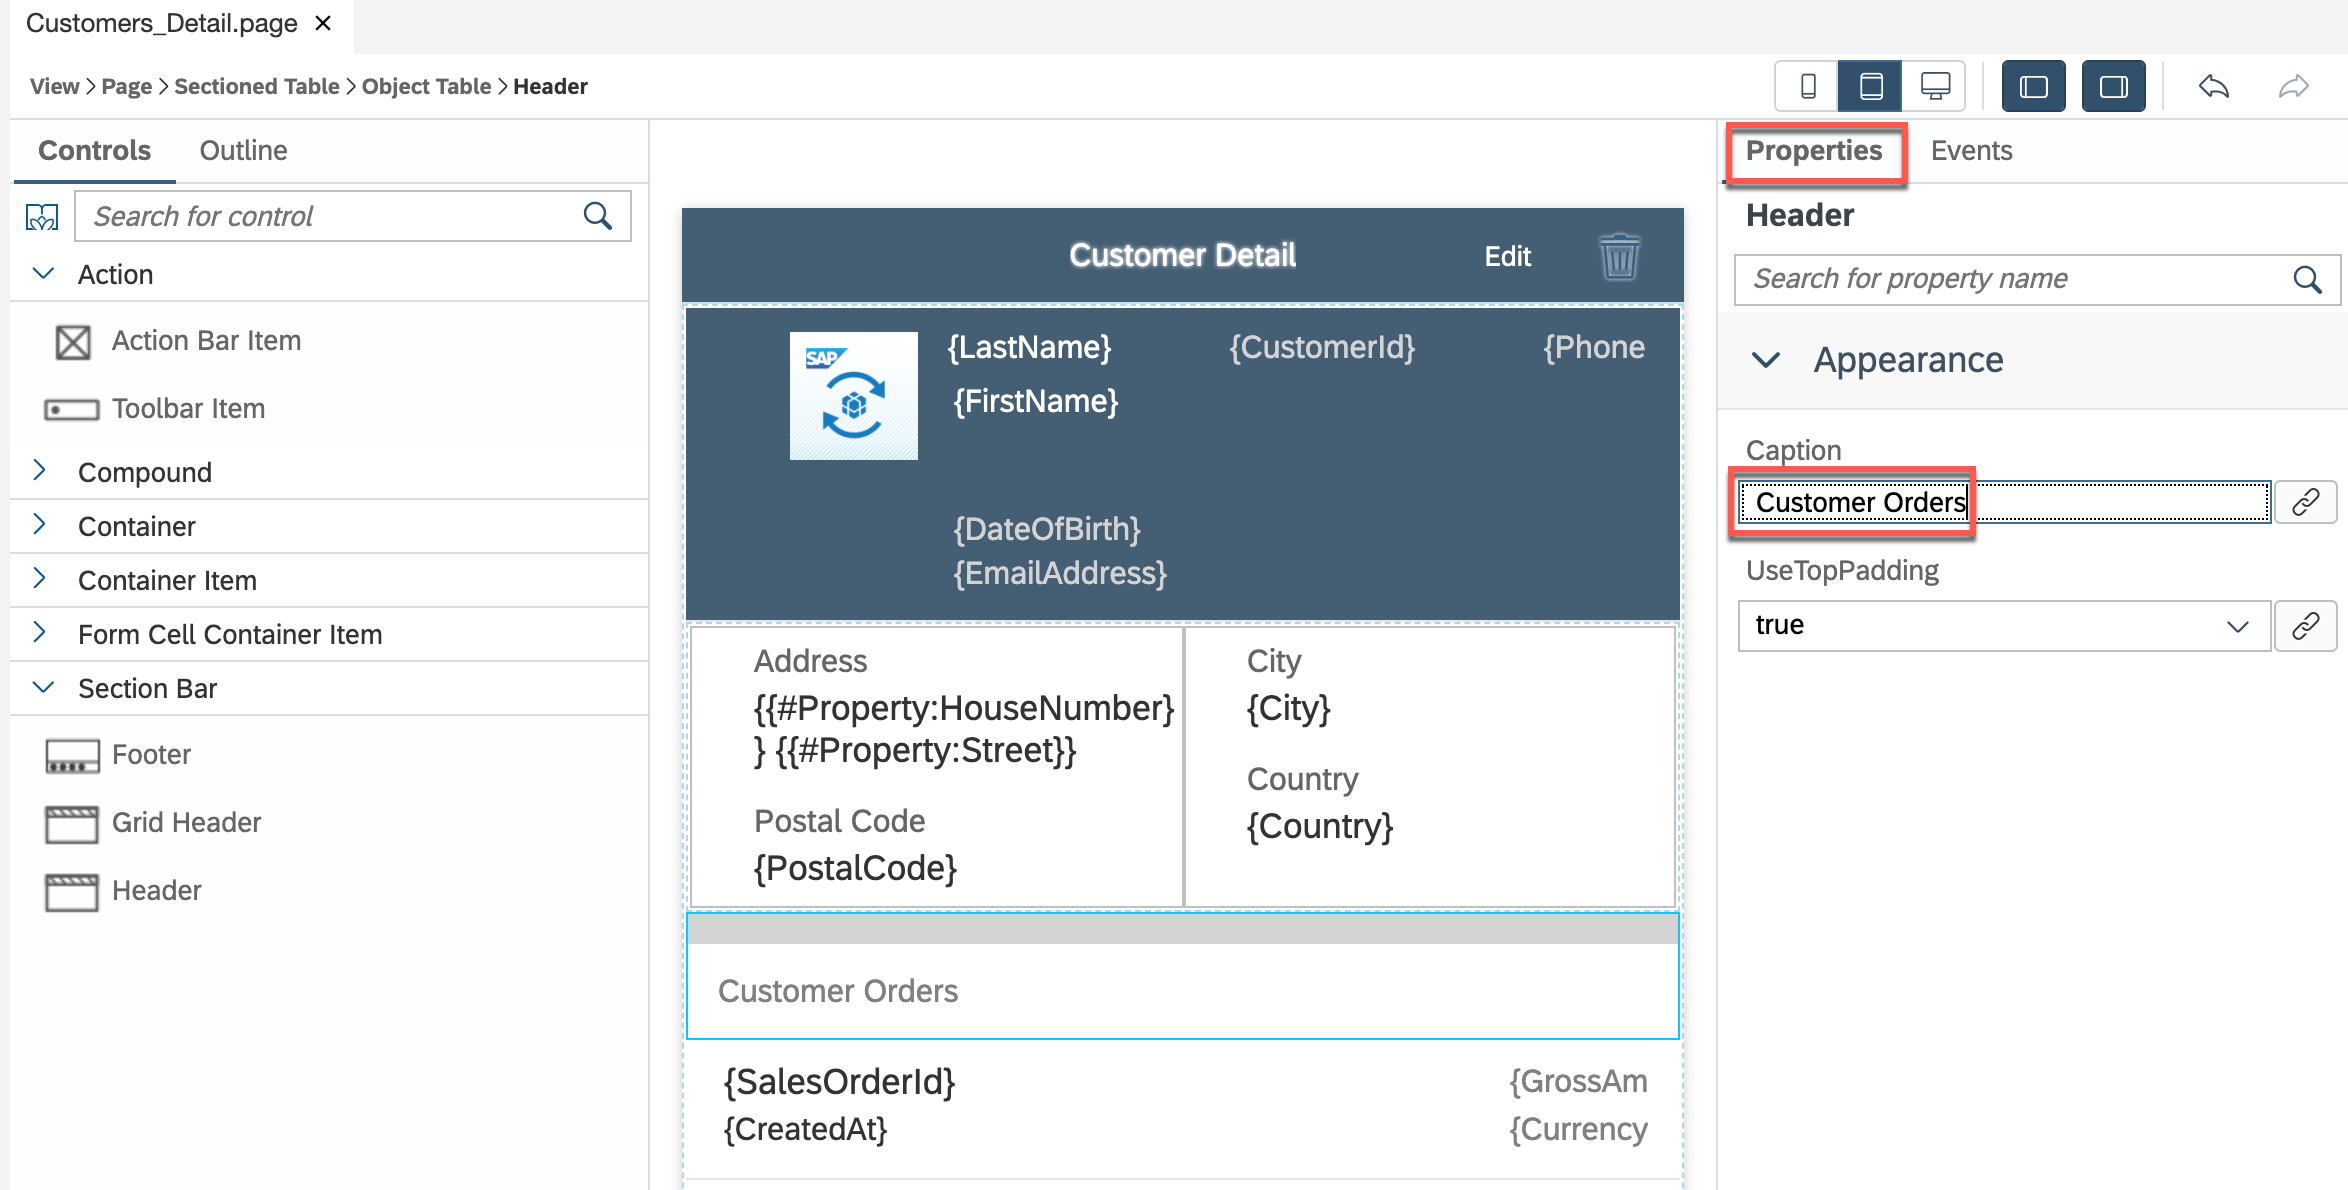 Customers_Detail.page ×
View > Page > Sectioned Table > Object Table > Header
Controls
Outline
Search for control
Action
Action Bar Item
Toolbar Item
Compound
Container
Container Item
Form Cell Container Item
Section Bar
Footer
Grid Header
Header
Customer Detail
Edit
SAP
{LastName}
{CustomerId}
{Phone
{FirstName}
{DateOfBirth}
{EmailAddress}
Address
{{#Property:HouseNumber}
} {{#Property:Street}}
Postal Code
{PostalCode}
City
{City}
Country
{Country}
Customer Orders
{SalesOrderId}
{GrossAm
{CreatedAt}
{Currency
Properties
Events
Header
Search for property name
Appearance
Caption
Customer Orders
UseTopPadding
true